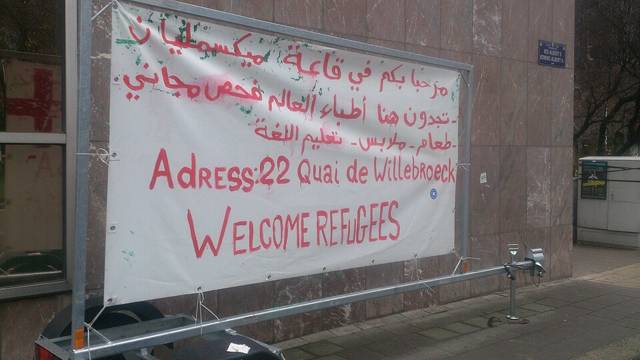 مرحبا بكم في قاعة ميكسمليان
- تجدون هنا أطباء العالم فحص مجاني
- طعام - ملابس - تعليم اللغة
ADRESS:22 Quai de WILLEBROECK
WELCOME REFUGEES